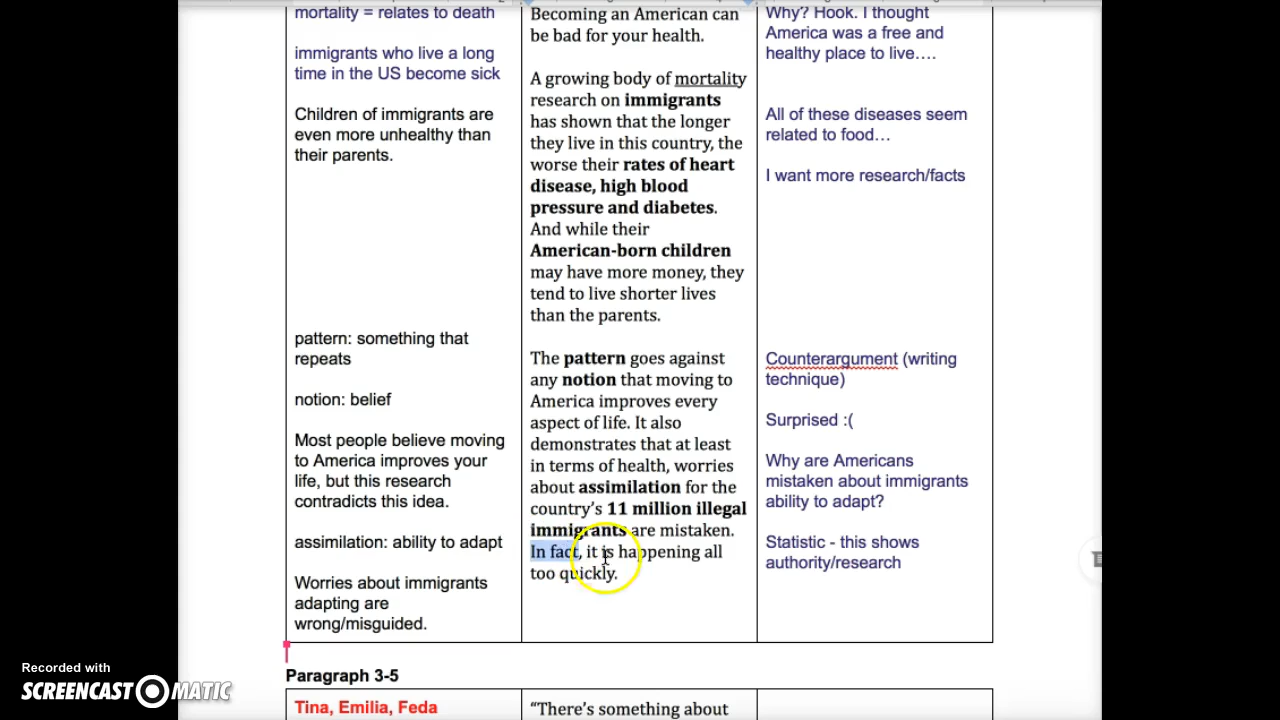 mortality = relates to death
immigrants who live a long
time in the US become sick
Children of immigrants are
even more unhealthy than
their parents.
pattern: something that
repeats
notion: belief
Most people believe moving
to America improves your
life, but this research
contradicts this idea.
assimilation: ability to adapt
Worries about immigrants
adapting are
wrong/misguided.
Becoming an American can
be bad for your health.
A growing body of mortality
research on immigrants
has shown that the longer
they live in this country, the
worse their rates of heart
disease, high blood
pressure and diabetes.
And while their
American-born children
may have more money, they
tend to live shorter lives
than the parents.
The pattern goes against
any notion that moving to
America improves every
aspect of life. It also
demonstrates that at least
in terms of health, worries
about assimilation for the
country's 11 million illegal
immigrants are mistaken.
In fact, it is happening all
too quickly.
Why? Hook. I thought
America was a free and
healthy place to live....
All of these diseases seem
related to food...
I want more research/facts
Counterargument (writing
technique)
Surprised :(
Why are Americans
mistaken about immigrants
ability to adapt?
Statistic - this shows
authority/research
Paragraph 3-5
Tina, Emilia, Feda
“There's something about
Recorded with
SCREENCAST-O-MATIC